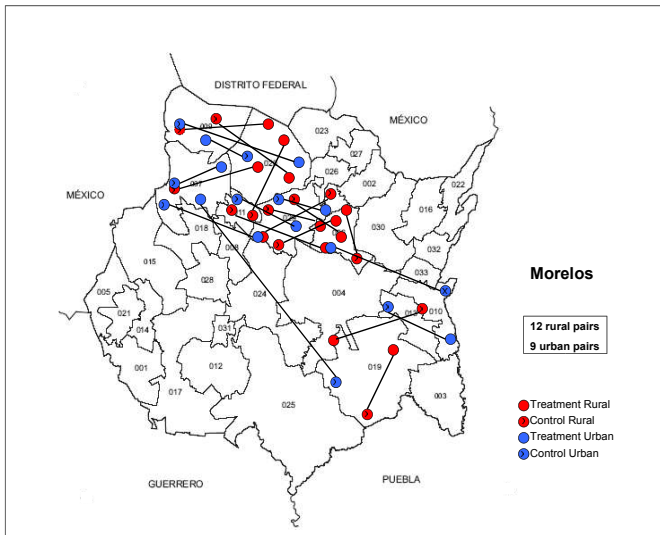 DISTRITO FEDERAL
MÉXICO
023
027
026
002
022
MÉXICO
016
018
030
032
015
033
028
004
005
024
021
010
014
031
001
012
019
017
025
003
GUERRERO
PUEBLA
Morelos
12 rural pairs
9 urban pairs
Treatment Rural
Control Rural
Treatment Urban
Control Urban